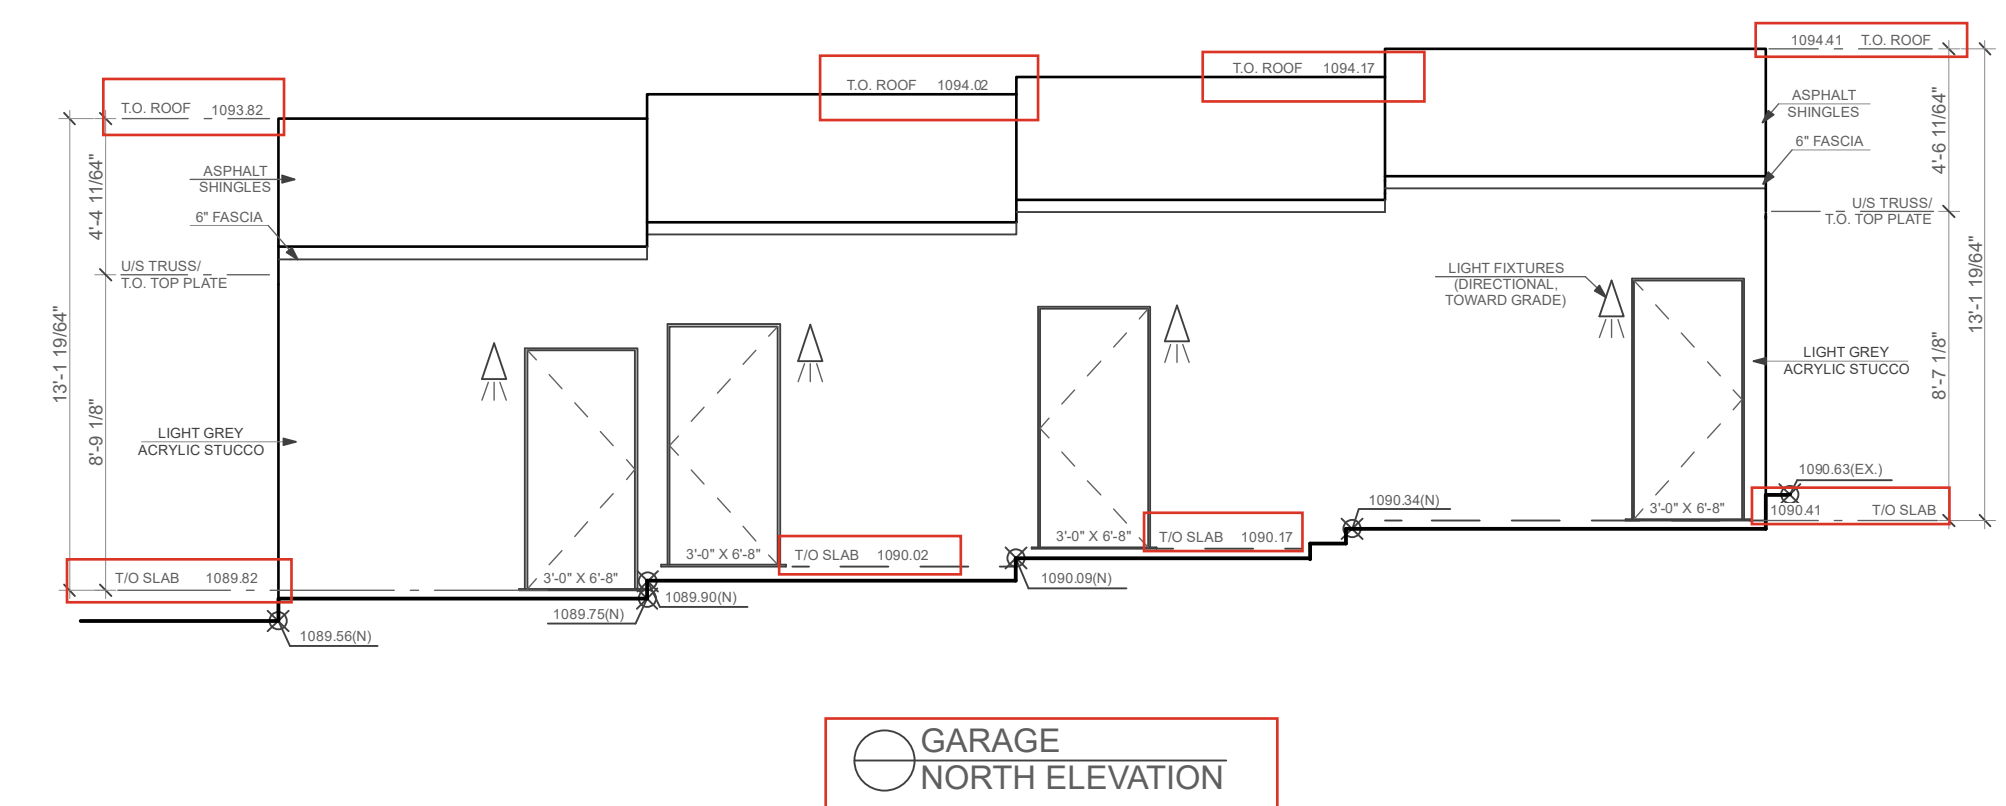 1094.41 T.O. ROOF
T.O. ROOF 1094.17
T.O. ROOF 1094.02
T.O. ROOF 1093.82
ASPHALT
SHINGLES
6" FASCIA
4'-6 11/64"
U/S TRUSS/
T.O. TOP PLATE
13'-1 19/64"
8'-7 1/8"
ASPHALT
SHINGLES
6" FASCIA
4'-4 11/64"
U/S TRUSS/
T.O. TOP PLATE
13'-1 19/64"
8'-9 1/8"
LIGHT FIXTURES
(DIRECTIONAL,
TOWARD GRADE)
LIGHT GREY
ACRYLIC STUCCO
LIGHT GREY
ACRYLIC STUCCO
1090.63(EX.)
1090.41 T/O SLAB
3'-0" X 6'-8"
1090.34(N)
3'-0" X 6'-8"
T/O SLAB 1090.17
3'-0" X 6'-8"
T/O SLAB 1090.02
3'-0" X 6'-8"
T/O SLAB 1089.82
1090.09(N)
1089.90(N)
1089.75(N)
1089.56(N)
GARAGE
NORTH ELEVATION